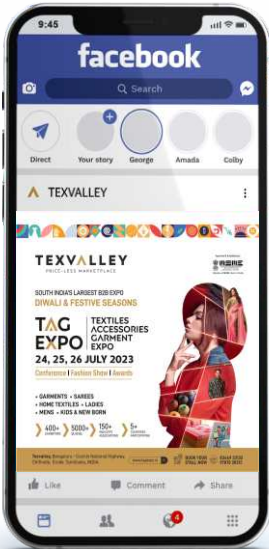 9:45
facebook
Search
Direct
Your story
George
Amada
Colby
TEXVALLEY
TEXVALLEY
PRICE-LESS MARKETPLACE
SOUTH INDIA'S LARGEST B2B EXPO
DIWALI & FESTIVE SEASONS
TAG EXPO
TEXTILES
ACCESSORIES
GARMENT
EXPO
24, 25, 26 JULY 2023
Conference | Fashion Show | Awards
• GARMENTS • SAREES
• HOME TEXTILES • LADIES
• MENS • KIDS & NEW BORN
400+
5000+
150+
5+
Like
Comment
Share
4